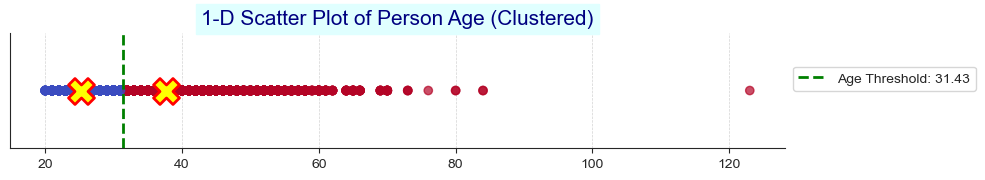 1-D Scatter Plot of Person Age (Clustered)
Age Threshold: 31.43
20 40 60 80 100 120